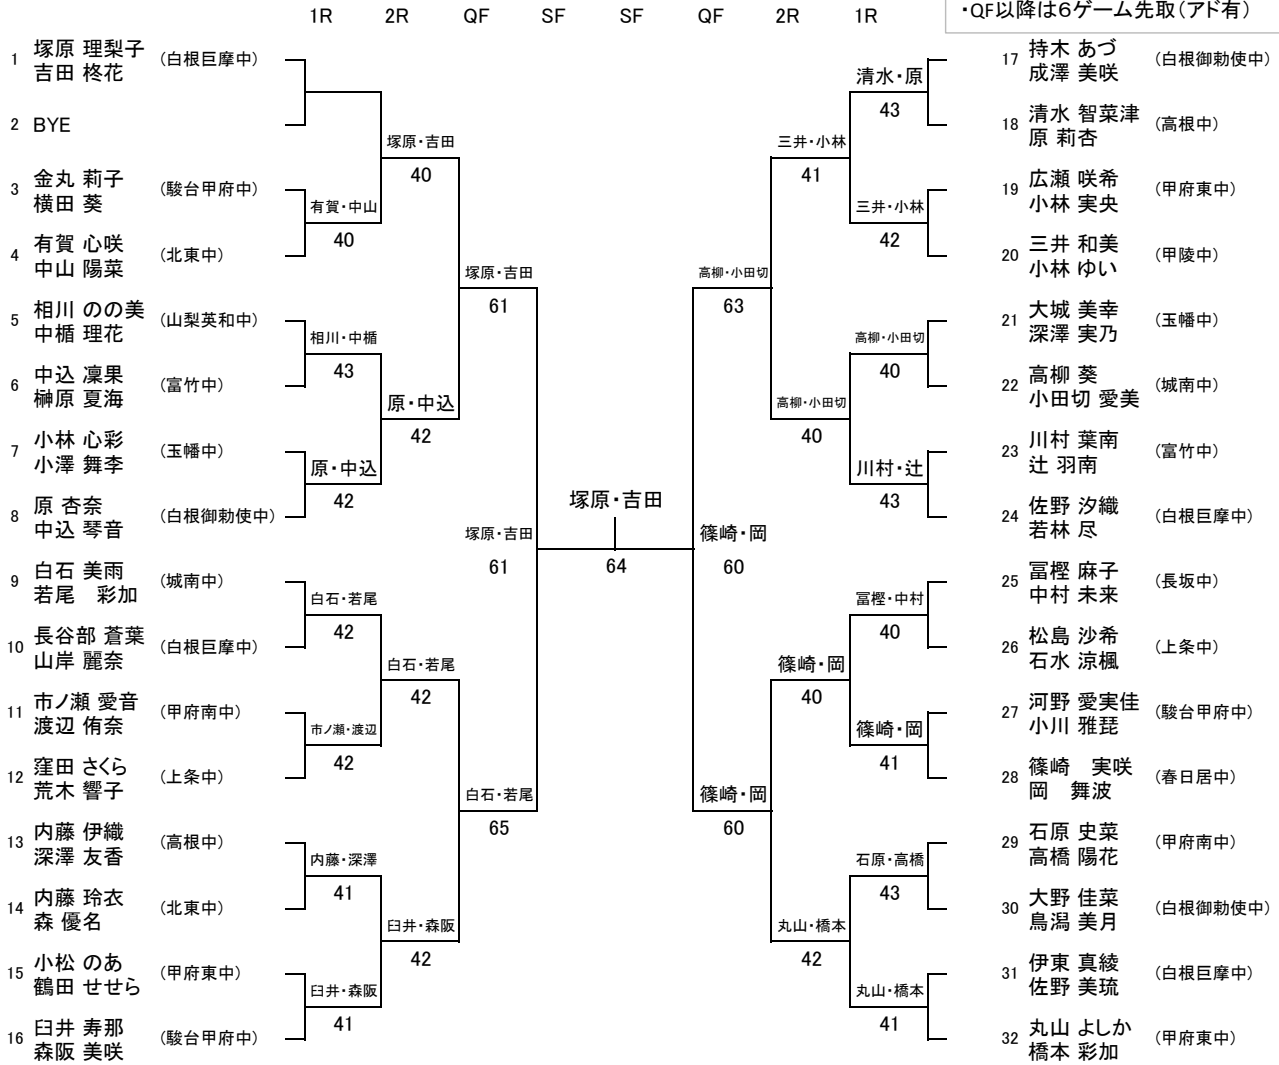 1R 2R QF SF SF QF 2R 1R
・QF以降は6ゲーム先取(アド有)
1 塚原 理梨子
吉田 柊花
(白根巨摩中)
2 BYE
3 金丸 莉子
横田 葵
(駿台甲府中)
4 有賀 心咲
中山 陽菜
(北東中)
5 相川 のの美
中楯 理花
(山梨英和中)
6 中込 凜果
榊原 夏海
(富竹中)
7 小林 心彩
小澤 舞李
(玉幡中)
8 原 杏奈
中込 琴音
(白根御勅使中)
9 白石 美雨
若尾　彩加
(城南中)
10 長谷部 蒼葉
山岸 麗奈
(白根巨摩中)
11 市ノ瀬 愛音
渡辺 侑奈
(甲府南中)
12 窪田 さくら
荒木 響子
(上条中)
13 内藤 伊織
深澤 友香
(高根中)
14 内藤 玲衣
森 優名
(北東中)
15 小松 のあ
鶴田 せせら
(甲府東中)
16 臼井 寿那
森阪 美咲
(駿台甲府中)
有賀・中山
40
相川・中楯
43
原・中込
42
白石・若尾
42
市ノ瀬・渡辺
42
内藤・深澤
41
臼井・森阪
41
塚原・吉田
40
原・中込
42
白石・若尾
42
臼井・森阪
42
塚原・吉田
61
白石・若尾
65
塚原・吉田
61
塚原・吉田
64
篠崎・岡
60
高柳・小田切
63
篠崎・岡
60
三井・小林
41
高柳・小田切
40
篠崎・岡
40
丸山・橋本
42
清水・原
43
三井・小林
42
高柳・小田切
40
川村・辻
43
冨樫・中村
40
篠崎・岡
41
石原・高橋
43
丸山・橋本
41
17 持木 あづ
成澤 美咲
(白根御勅使中)
18 清水 智菜津
原 莉杏
(高根中)
19 広瀬 咲希
小林 実央
(甲府東中)
20 三井 和美
小林 ゆい
(甲陵中)
21 大城 美幸
深澤 実乃
(玉幡中)
22 高柳 葵
小田切 愛美
(城南中)
23 川村 葉南
辻 羽南
(富竹中)
24 佐野 汐織
若林 尽
(白根巨摩中)
25 冨樫 麻子
中村 未来
(長坂中)
26 松島 沙希
石水 涼楓
(上条中)
27 河野 愛実佳
小川 雅琵
(駿台甲府中)
28 篠崎　実咲
岡　舞波
(春日居中)
29 石原 史菜
高橋 陽花
(甲府南中)
30 大野 佳菜
鳥潟 美月
(白根御勅使中)
31 伊東 真綾
佐野 美琉
(白根巨摩中)
32 丸山 よしか
橋本 彩加
(甲府東中)